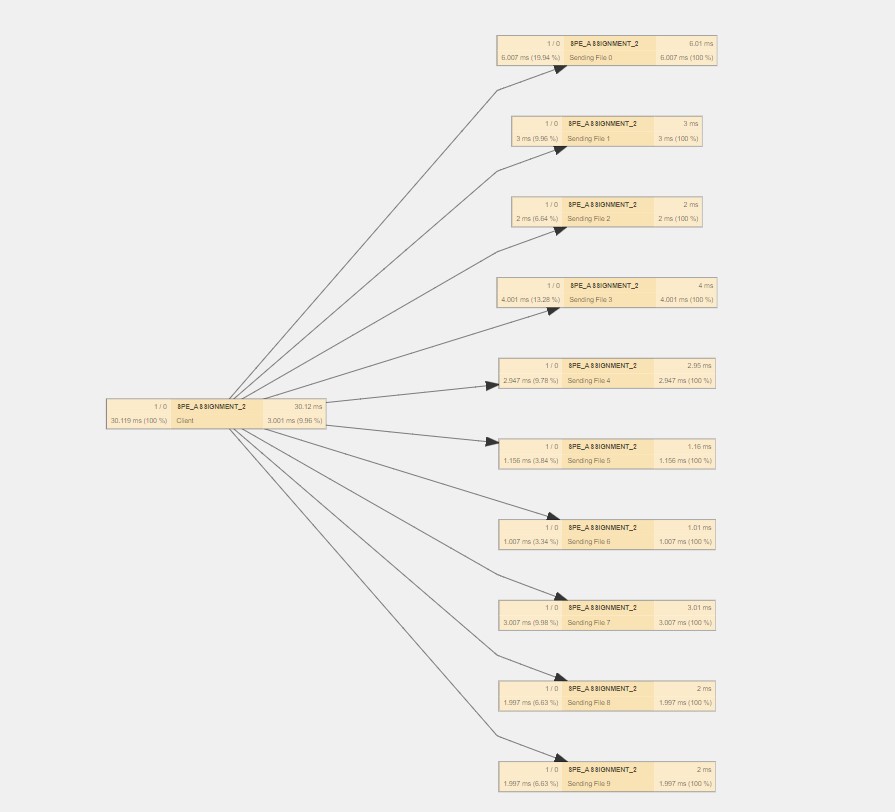 1 / 0 SPE_ASSIGNMENT_2 6.01 ms
6.007 ms (19.94 %) Sending File 0 6.007 ms (100 %)
1 / 0 SPE_ASSIGNMENT_2 3 ms
3 ms (9.96 %) Sending File 1 3 ms (100 %)
1 / 0 SPE_ASSIGNMENT_2 2 ms
2 ms (6.64 %) Sending File 2 2 ms (100 %)
1 / 0 SPE_ASSIGNMENT_2 4 ms
4.001 ms (13.28 %) Sending File 3 4.001 ms (100 %)
1 / 0 SPE_ASSIGNMENT_2 2.95 ms
2.947 ms (9.78 %) Sending File 4 2.947 ms (100 %)
1 / 0 SPE_ASSIGNMENT_2 30.12 ms
30.119 ms (100 %) Client 3.001 ms (9.96 %)
1 / 0 SPE_ASSIGNMENT_2 1.16 ms
1.156 ms (3.84 %) Sending File 5 1.156 ms (100 %)
1 / 0 SPE_ASSIGNMENT_2 1.01 ms
1.007 ms (3.34 %) Sending File 6 1.007 ms (100 %)
1 / 0 SPE_ASSIGNMENT_2 3.01 ms
3.007 ms (9.98 %) Sending File 7 3.007 ms (100 %)
1 / 0 SPE_ASSIGNMENT_2 2 ms
1.997 ms (6.63 %) Sending File 8 1.997 ms (100 %)
1 / 0 SPE_ASSIGNMENT_2 2 ms
1.997 ms (6.63 %) Sending File 9 1.997 ms (100 %)